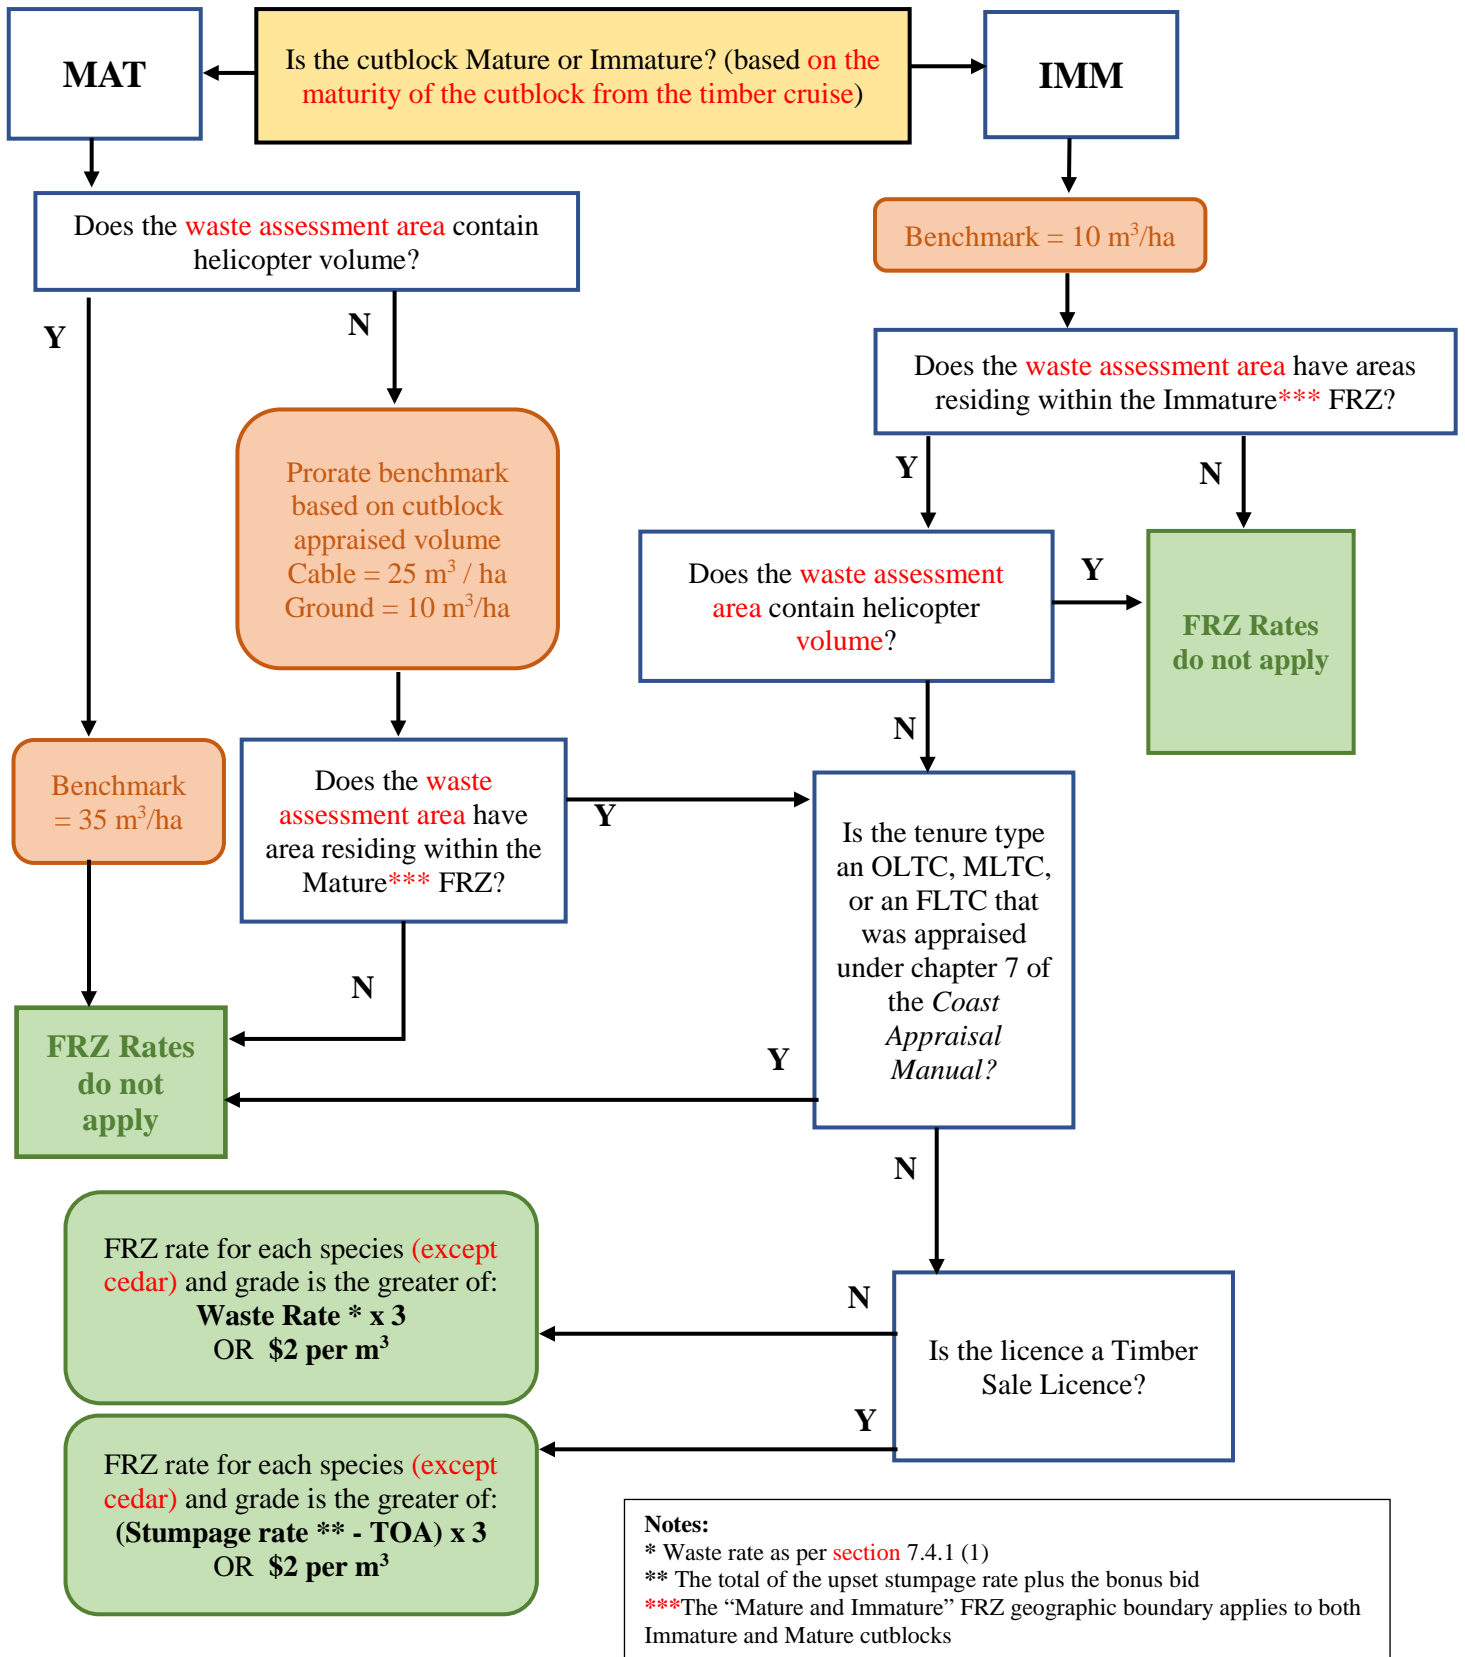 MAT
Is the cutblock Mature or Immature? (based on the
maturity of the cutblock from the timber cruise)
IMM
Does the waste assessment area contain
helicopter volume?
Benchmark = 10 m³/ha
Y
N
Does the waste assessment area have areas
residing within the Immature*** FRZ?
Prorate benchmark
based on cutblock
appraised volume
Cable = 25 m³ / ha
Ground = 10 m³/ha
Y
N
Does the waste assessment
area contain helicopter
volume?
Y
FRZ Rates
do not apply
N
Benchmark
= 35 m³/ha
Does the waste
assessment area have
area residing within the
Mature*** FRZ?
Y
N
Is the tenure type
an OLTC, MLTC,
or an FLTC that
was appraised
under chapter 7 of
the Coast
Appraisal
Manual?
FRZ Rates
do not
apply
Y
N
FRZ rate for each species (except
cedar) and grade is the greater of:
Waste Rate * x 3
OR $2 per m³
N
Is the licence a Timber
Sale Licence?
Y
FRZ rate for each species (except
cedar) and grade is the greater of:
(Stumpage rate ** - TOA) x 3
OR $2 per m³
Notes:
* Waste rate as per section 7.4.1 (1)
** The total of the upset stumpage rate plus the bonus bid
***The “Mature and Immature” FRZ geographic boundary applies to both
Immature and Mature cutblocks